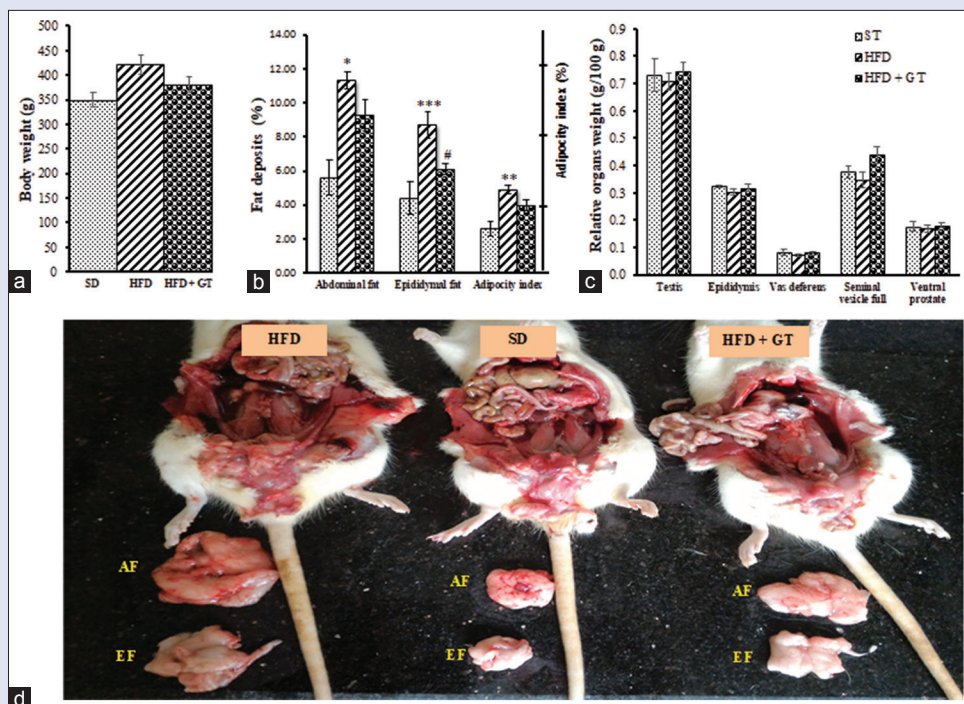 Body weight (g)
500
450
400
350
300
250
200
150
100
50
0
SD HFD HFD + GT
a
Fat deposits (%)
14.00
12.00
10.00
8.00
6.00
4.00
2.00
0.00
*
***
#
**
Adipocity index (%)
Abdominal fat Epididymal fat Adipocity index
b
Relative organs weight (g/100 g)
0.9
0.8
0.7
0.6
0.5
0.4
0.3
0.2
0.1
0.0
ST
HFD
HFD + GT
Testis Epididymis Vas deferens Seminal vesicle full Ventral prostate
c
HFD SD HFD + GT
AF AF AF
EF EF EF
d